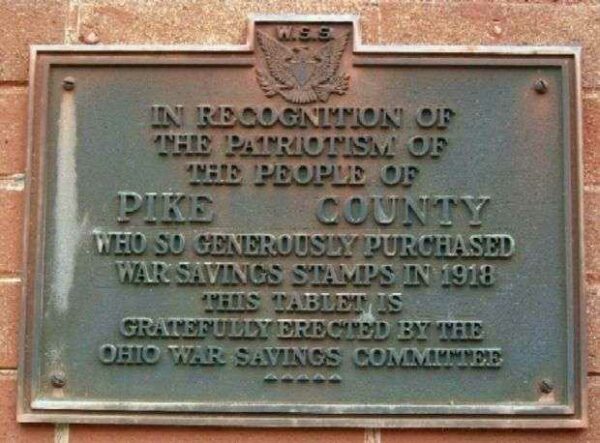 W.S.S.
IN RECOGNITION OF
THE PATRIOTISM OF
THE PEOPLE OF
PIKE COUNTY
WHO SO GENEROUSLY PURCHASED
WAR SAVINGS STAMPS IN 1918
THIS TABLET IS
GRATEFULLY ERECTED BY THE
OHIO WAR SAVINGS COMMITTEE